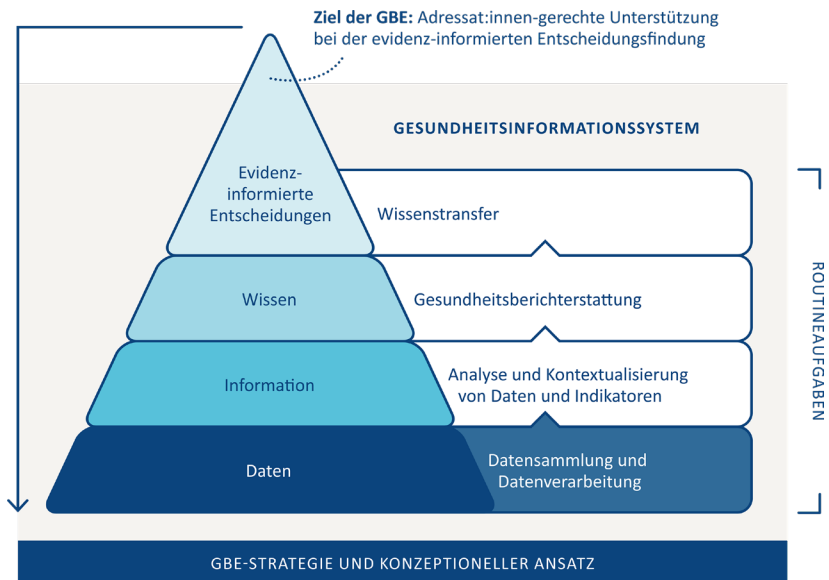 Ziel der GBE: Adressat:innen-gerechte Unterstützung
bei der evidenz-informierten Entscheidungsfindung
GESUNDHEITSINFORMATIONSSYSTEM
Evidenz-
informierte
Entscheidungen
Wissenstransfer
Wissen
Gesundheitsberichterstattung
Information
Analyse und Kontextualisierung
von Daten und Indikatoren
Daten
Datensammlung und
Datenverarbeitung
ROUTINEAUFGABEN
GBE-STRATEGIE UND KONZEPTIONELLER ANSATZ